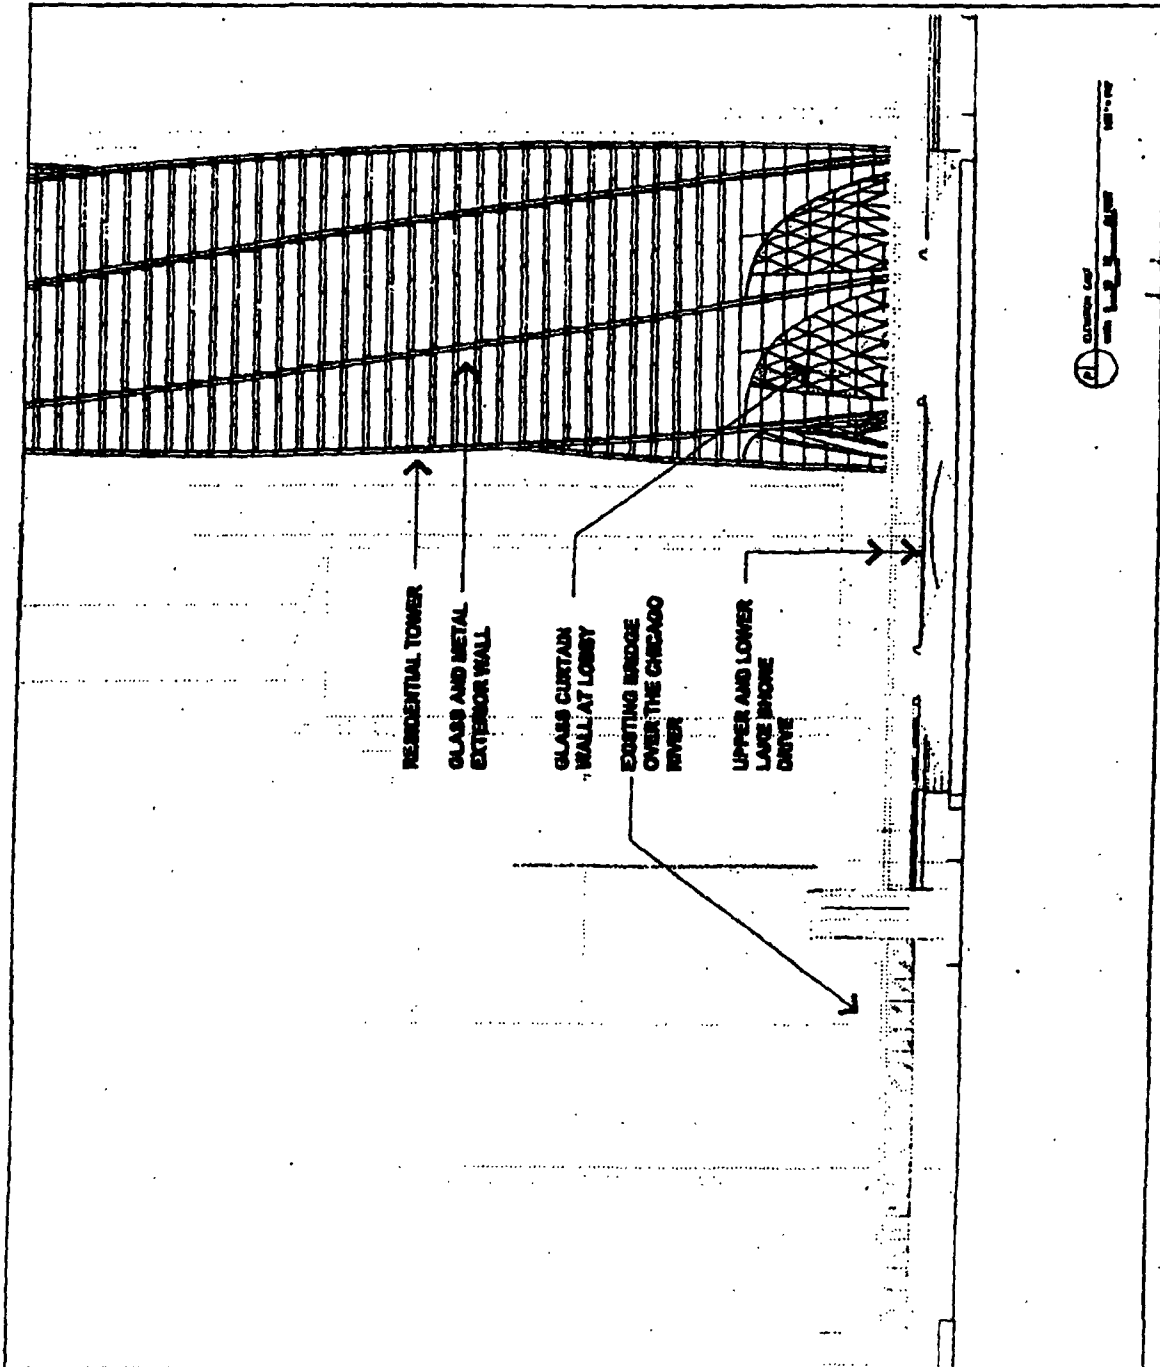 RESIDENTIAL TOWER
GLASS AND METAL
EXTERIOR WALL
GLASS CURTAIN
WALL AT LOBBY
EXISTING BRIDGE
OVER THE CHICAGO
RIVER
UPPER AND LOWER
LAKE SHORE
DRIVE
ELEVATION